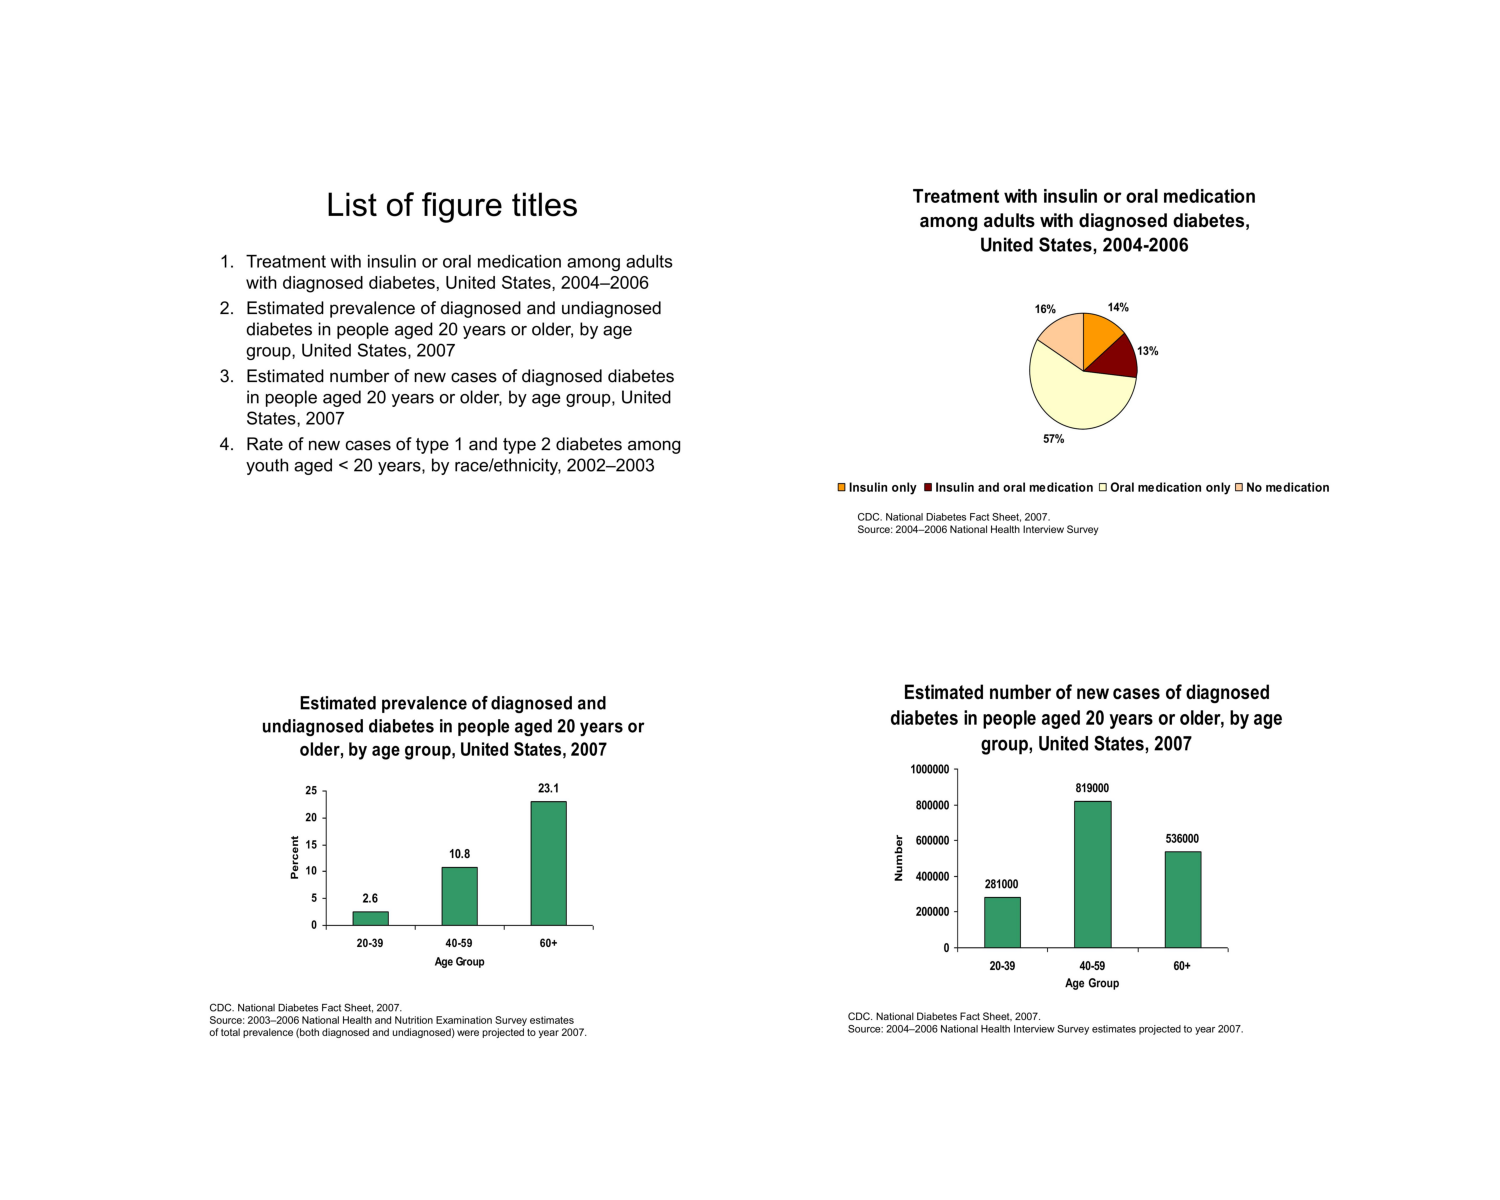 List of figure titles
1. Treatment with insulin or oral medication among adults
with diagnosed diabetes, United States, 2004–2006
2. Estimated prevalence of diagnosed and undiagnosed
diabetes in people aged 20 years or older, by age
group, United States, 2007
3. Estimated number of new cases of diagnosed diabetes
in people aged 20 years or older, by age group, United
States, 2007
4. Rate of new cases of type 1 and type 2 diabetes among
youth aged < 20 years, by race/ethnicity, 2002–2003
Treatment with insulin or oral medication
among adults with diagnosed diabetes,
United States, 2004-2006
16%
14%
13%
57%
Insulin only Insulin and oral medication Oral medication only No medication
CDC. National Diabetes Fact Sheet, 2007.
Source: 2004–2006 National Health Interview Survey
Estimated prevalence of diagnosed and
undiagnosed diabetes in people aged 20 years or
older, by age group, United States, 2007
25
20
15
10
5
0
Percent
2.6
10.8
23.1
20-39 40-59 60+
Age Group
CDC. National Diabetes Fact Sheet, 2007.
Source: 2003–2006 National Health and Nutrition Examination Survey estimates
of total prevalence (both diagnosed and undiagnosed) were projected to year 2007.
Estimated number of new cases of diagnosed
diabetes in people aged 20 years or older, by age
group, United States, 2007
1000000
800000
600000
400000
200000
0
Number
281000
819000
536000
20-39 40-59 60+
Age Group
CDC. National Diabetes Fact Sheet, 2007.
Source: 2004–2006 National Health Interview Survey estimates projected to year 2007.